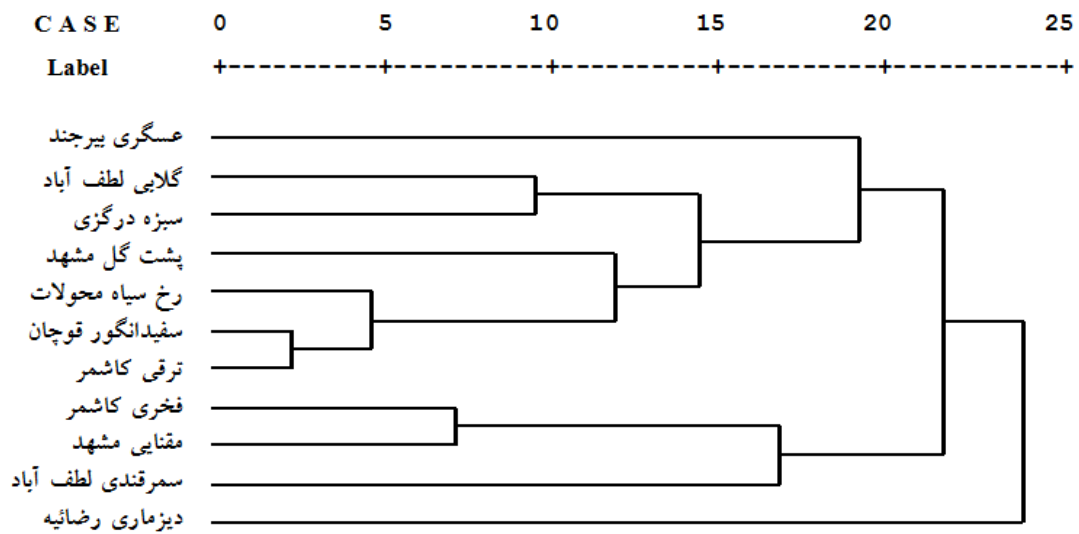 CASE 0 5 10 15 20 25
Label +---------+---------+---------+---------+---------+
عسگری بیرجند
گلابی لطف آباد
سبزه درگزی
پشت گل مشهد
رخ سیاه محولات
سفیدانگور قوچان
ترقی کاشمر
فخری کاشمر
مقنایی مشهد
سمرقندی لطف آباد
دیزماری رضائیه